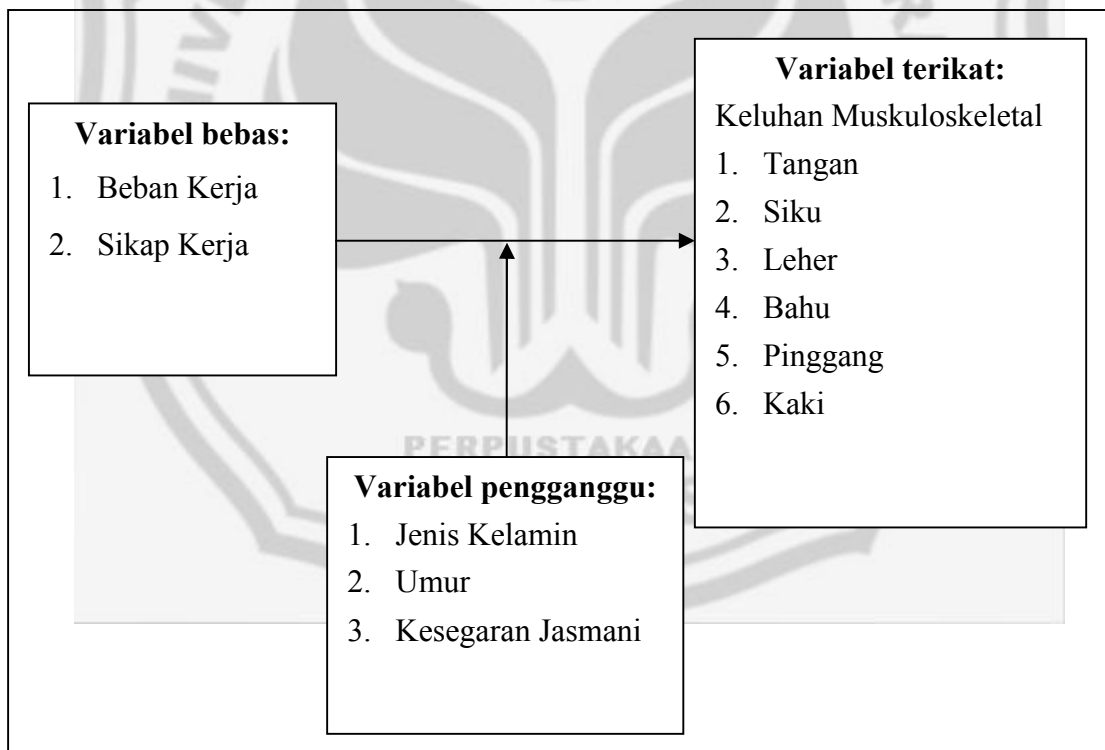 Variabel bebas:
1. Beban Kerja
2. Sikap Kerja
Variabel terikat:
Keluhan Muskuloskeletal
1. Tangan
2. Siku
3. Leher
4. Bahu
5. Pinggang
6. Kaki
PERPUSTAKAA
Variabel pengganggu:
1. Jenis Kelamin
2. Umur
3. Kesegaran Jasmani